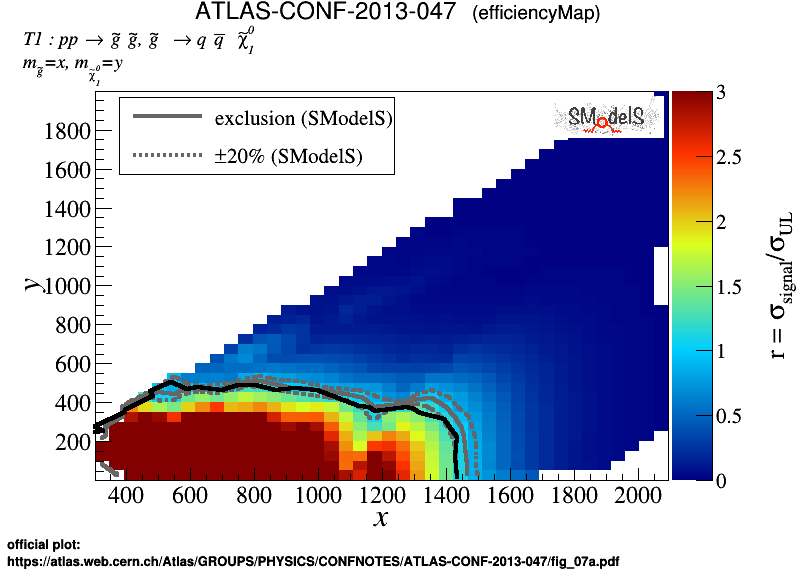 ATLAS-CONF-2013-047 (efficiencyMap)
T1 : pp → g̃ g̃, g̃ → q q̅ χ̃₁⁰
m_g̃=x, m_χ̃₁⁰=y
exclusion (SModelS)
±20% (SModelS)
SModelS
y
1800
1600
1400
1200
1000
800
600
400
200
400 600 800 1000 1200 1400 1600 1800 2000
x
3
2.5
2
1.5
1
0.5
0
r = σ_signal/σ_UL
official plot:
https://atlas.web.cern.ch/Atlas/GROUPS/PHYSICS/CONFNOTES/ATLAS-CONF-2013-047/fig_07a.pdf